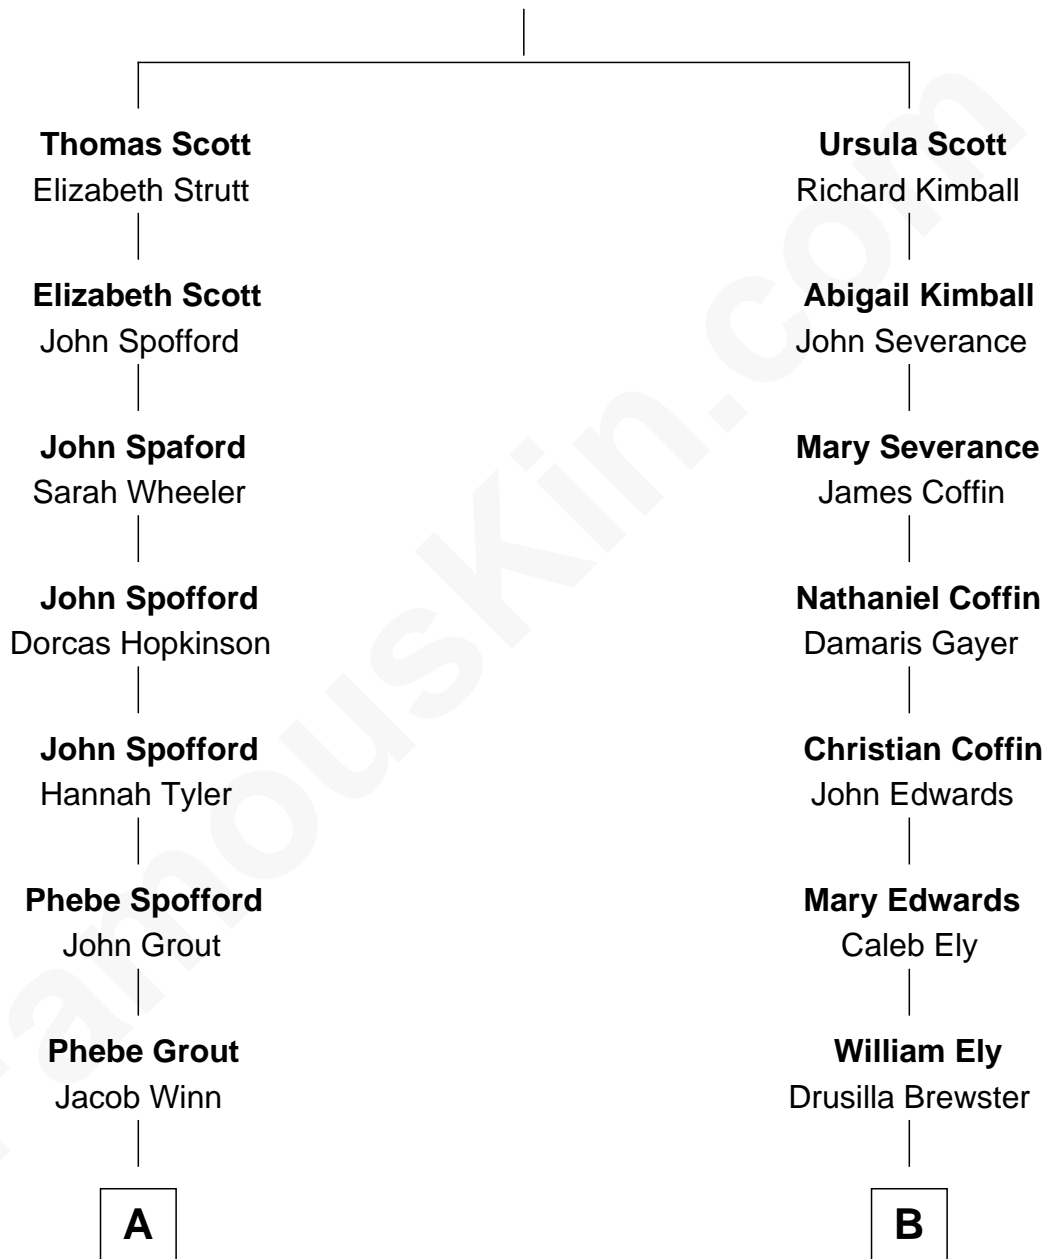 Thomas Scott
Elizabeth Strutt
Elizabeth Scott
John Spofford
John Spaford
Sarah Wheeler
John Spofford
Dorcas Hopkinson
John Spofford
Hannah Tyler
Phebe Spofford
John Grout
Phebe Grout
Jacob Winn
A
Ursula Scott
Richard Kimball
Abigail Kimball
John Severance
Mary Severance
James Coffin
Nathaniel Coffin
Damaris Gayer
Christian Coffin
John Edwards
Mary Edwards
Caleb Ely
William Ely
Drusilla Brewster
B
FamousKin.com